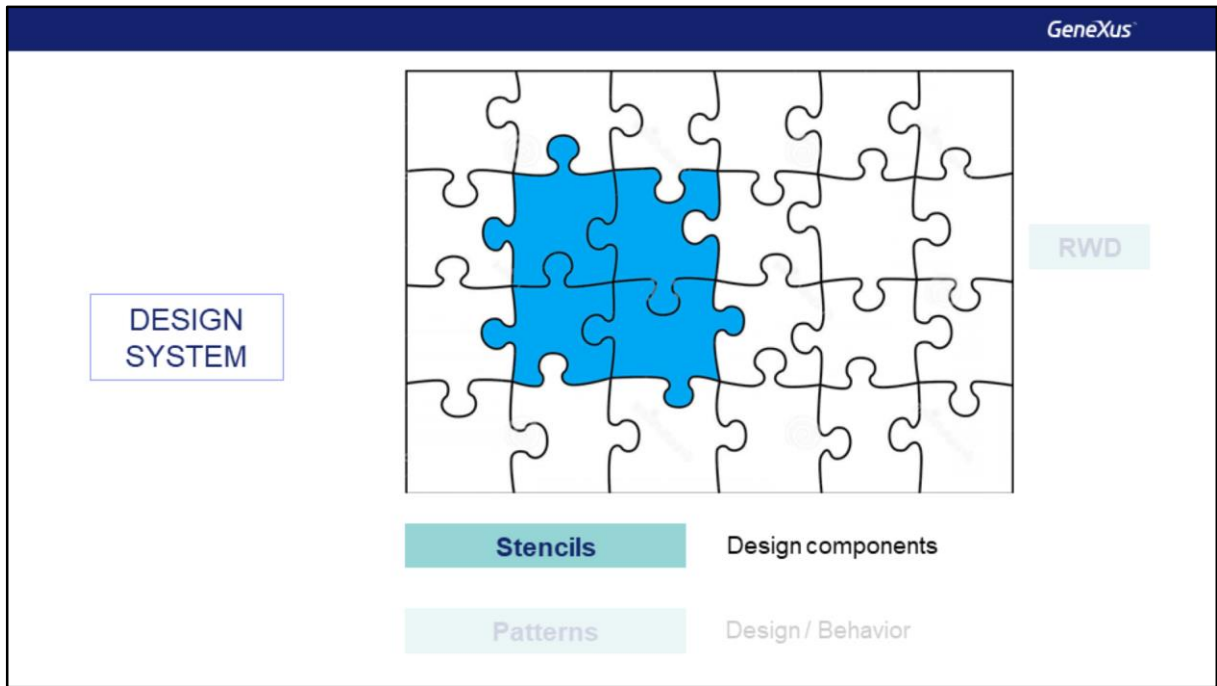 GeneXus
DESIGN
SYSTEM
RWD
Stencils
Design components
Patterns
Design / Behavior